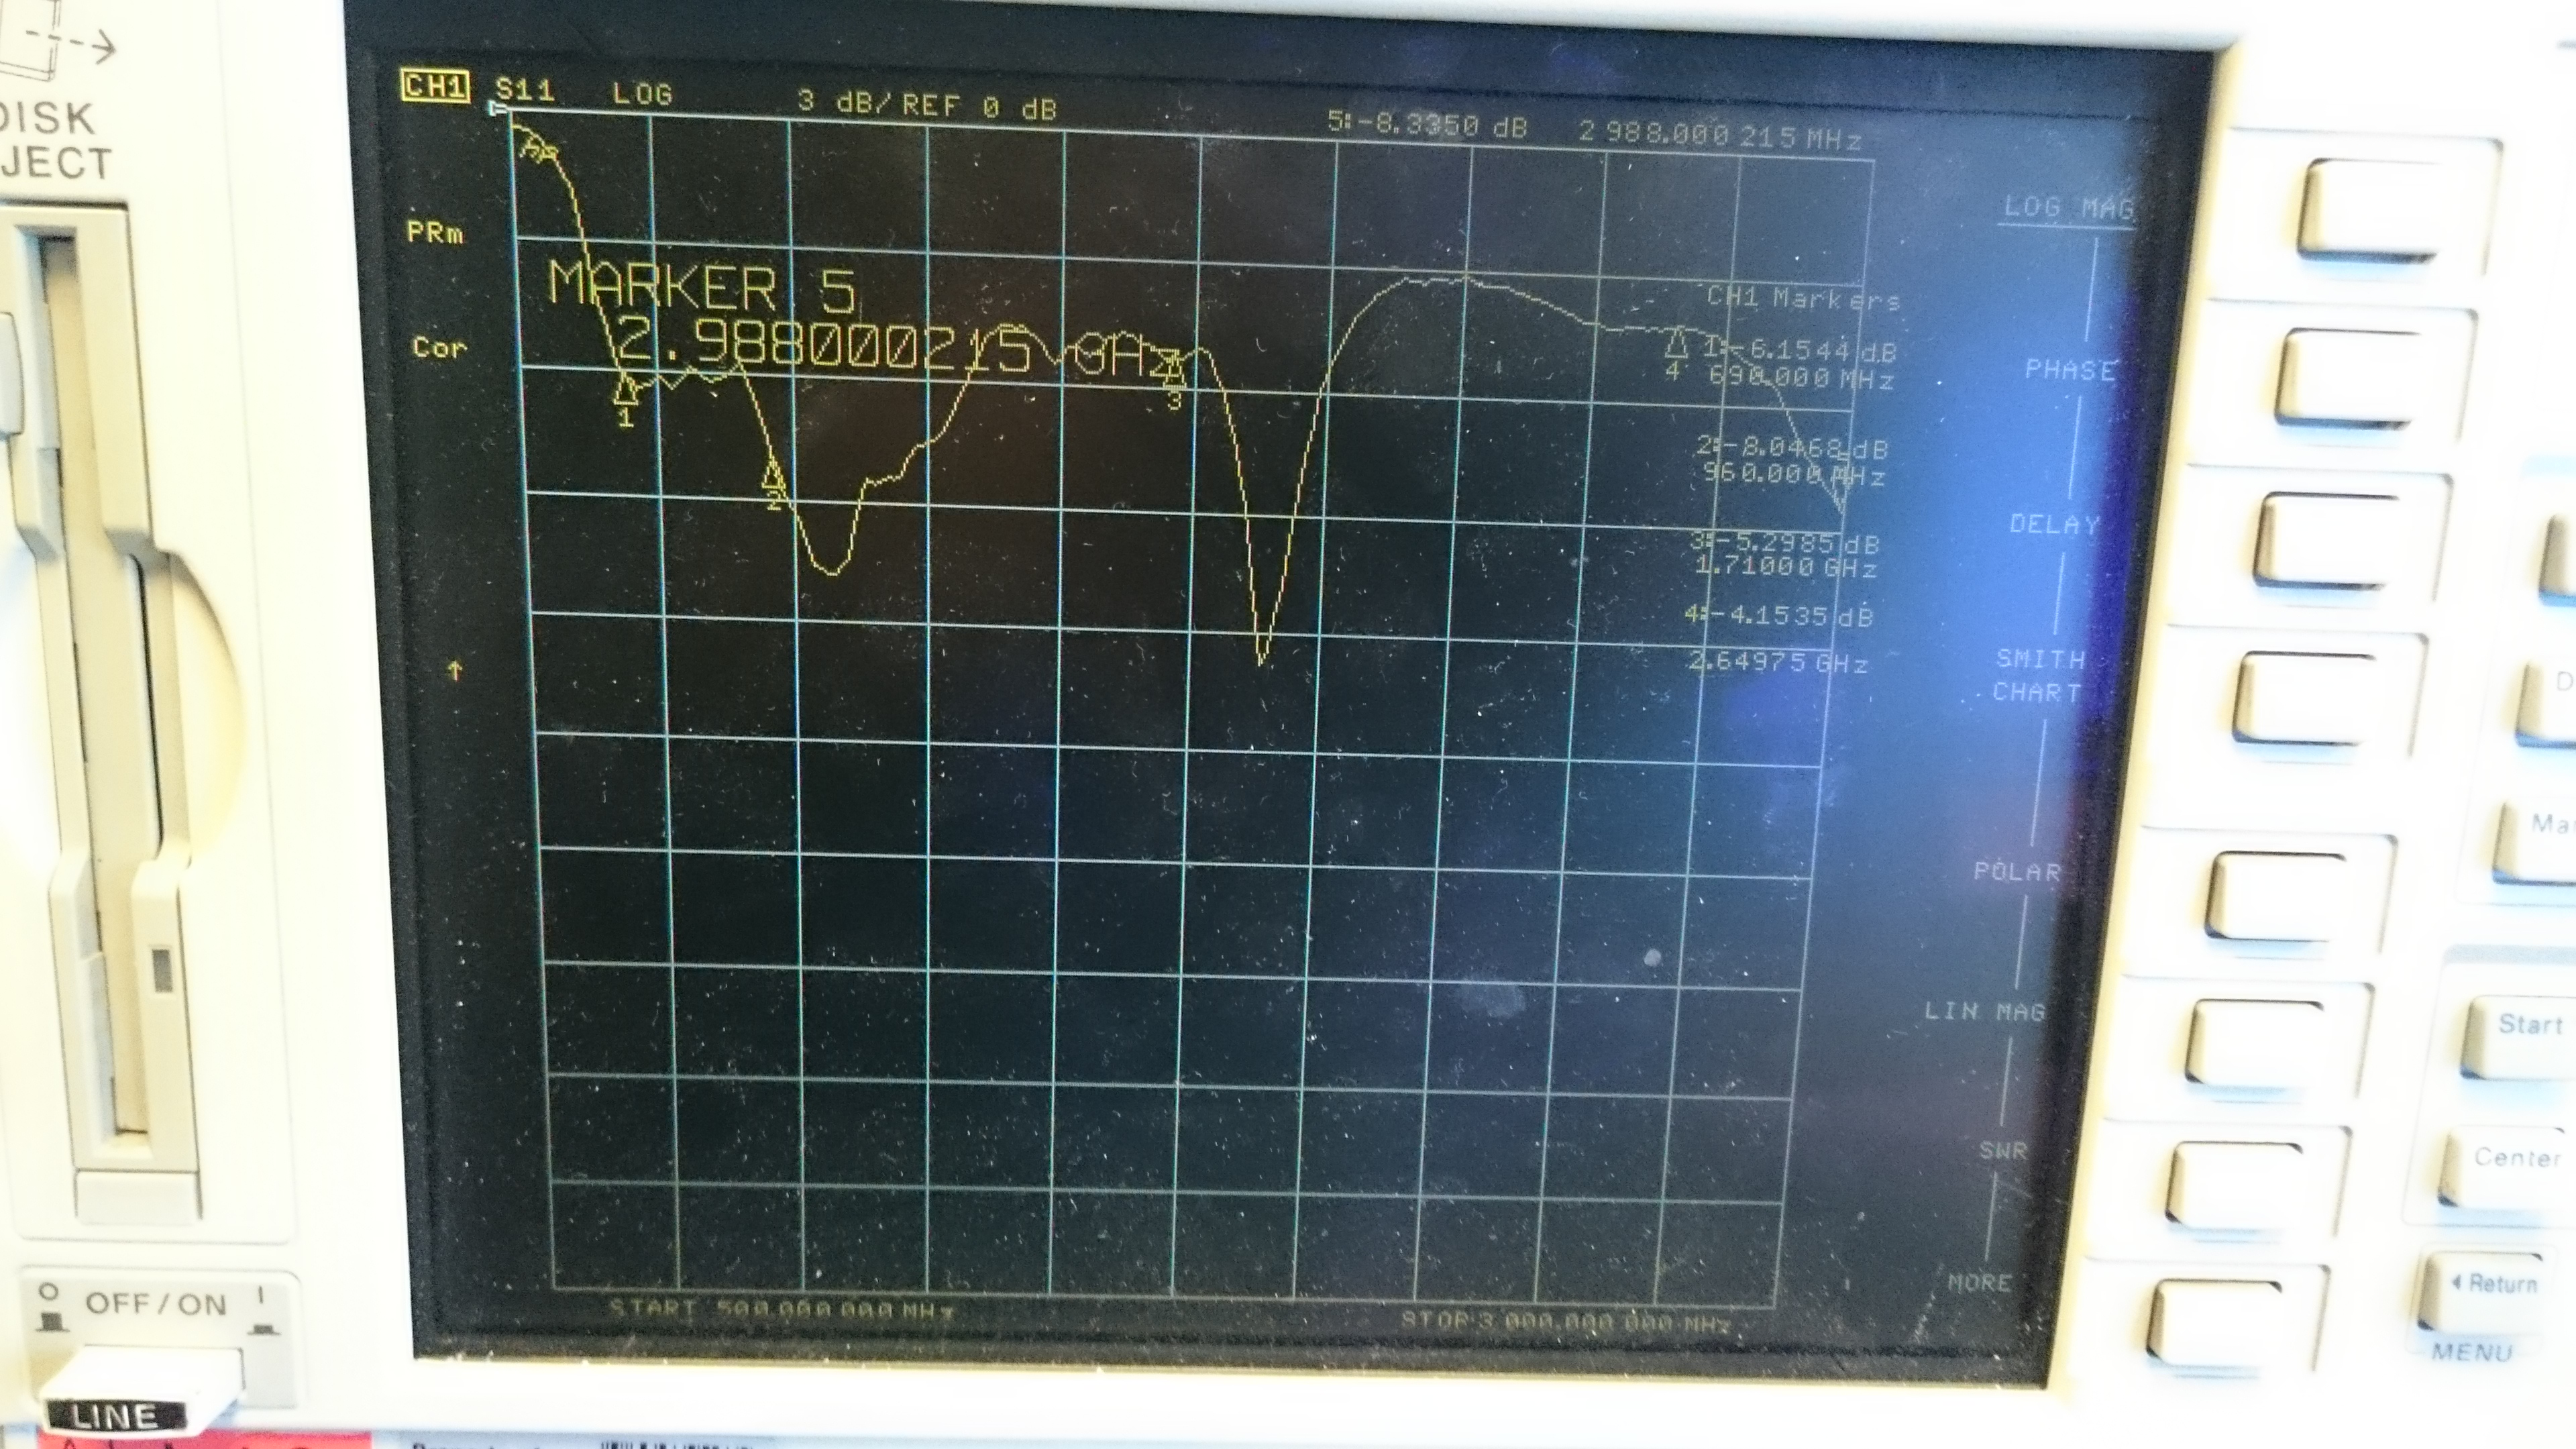 DISK
JECT
CH1 S11 LOG 3 dB/ REF 0 dB 5:-8.3350 dB 2 988.000 215 MHz
PRm
Cor
↑
MARKER 5
2.988000215 GHz
1
2
3
4
CH1 Markers
1:-6.1544 dB
690.000 MHz
2:-8.0468 dB
960.000 MHz
3:-5.2985 dB
1.71000 GHz
4:-4.1535 dB
2.64975 GHz
START 500.000 000 MHz STOP 3 000.000 000 MHz
LOG MAG
PHASE
DELAY
SMITH
CHART
POLAR
LIN MAG
SWR
MORE
Start
Center
Return
MENU
OFF/ON
LINE